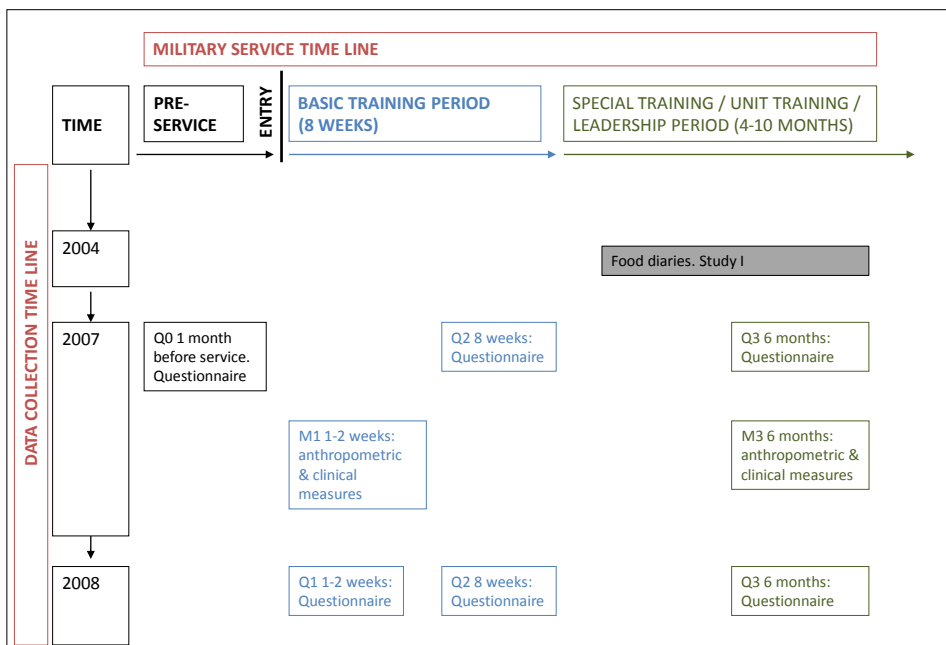 MILITARY SERVICE TIME LINE
TIME
PRE-
SERVICE
ENTRY
BASIC TRAINING PERIOD
(8 WEEKS)
SPECIAL TRAINING / UNIT TRAINING /
LEADERSHIP PERIOD (4-10 MONTHS)
DATA COLLECTION TIME LINE
2004
Food diaries. Study I
2007
Q0 1 month
before service.
Questionnaire
Q2 8 weeks:
Questionnaire
Q3 6 months:
Questionnaire
M1 1-2 weeks:
anthropometric
& clinical
measures
M3 6 months:
anthropometric &
clinical measures
2008
Q1 1-2 weeks:
Questionnaire
Q2 8 weeks:
Questionnaire
Q3 6 months:
Questionnaire